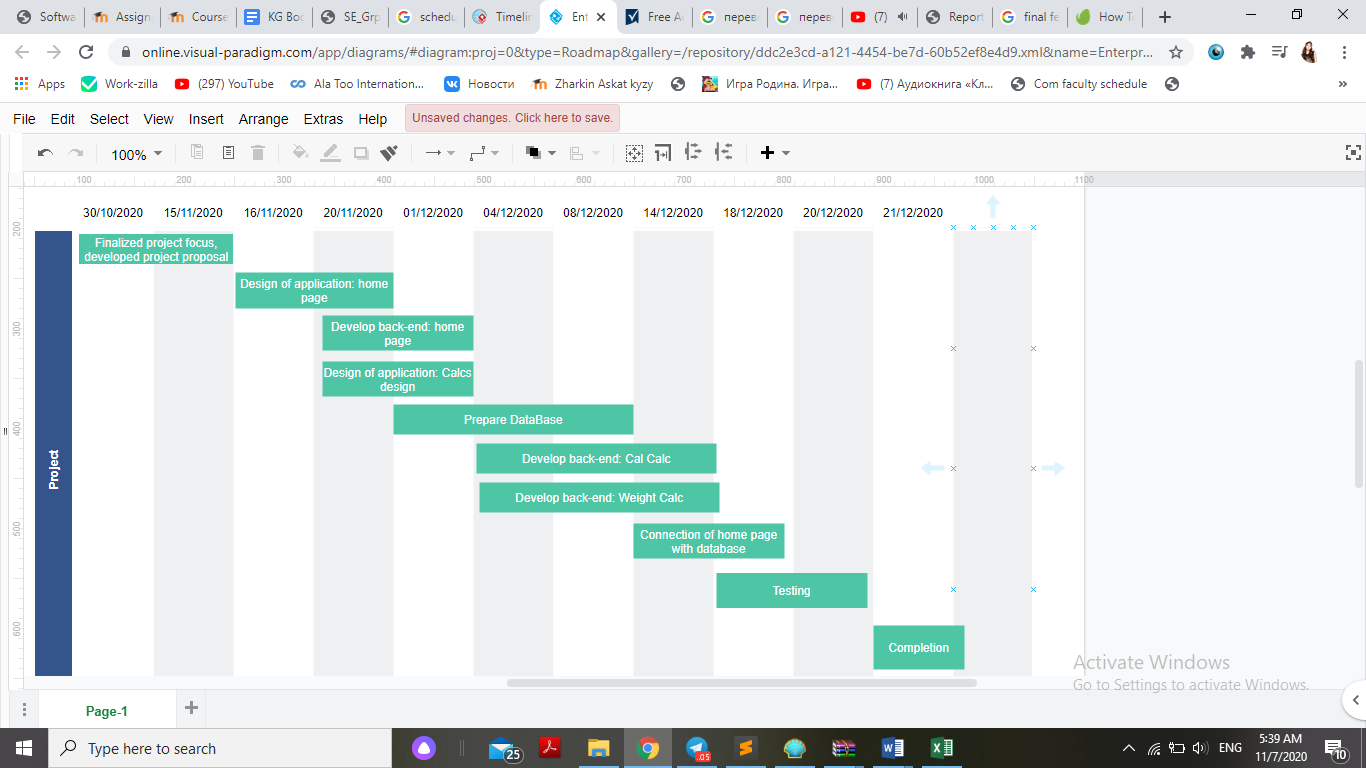 Softwa
Assign
Course
KG Boo
SE_Grp
schedu
Timelin
Ent
Free A
перев
перев
(7)
Report
final fe
How T
online.visual-paradigm.com/app/diagrams/#diagram:proj=0&type=Roadmap&gallery=/repository/ddc2e3cd-a121-4454-be7d-60b52ef8e4d9.xml&name=Enterpr...
Apps
Work-zilla
(297) YouTube
Ala Too Internation...
Новости
Zharkin Askat kyzy
Игра Родина. Игра...
(7) Аудиокнига «Кл...
Com faculty schedule
»
File Edit Select View Insert Arrange Extras Help
Unsaved changes. Click here to save.
100%
100 200 300 400 500 600 700 800 900 1000 1100
30/10/2020 15/11/2020 16/11/2020 20/11/2020 01/12/2020 04/12/2020 08/12/2020 14/12/2020 18/12/2020 20/12/2020 21/12/2020
200
300
400
500
600
Project
Finalized project focus,
developed project proposal
Design of application: home
page
Develop back-end: home
page
Design of application: Calcs
design
Prepare DataBase
Develop back-end: Cal Calc
Develop back-end: Weight Calc
Connection of home page
with database
Testing
Completion
Activate Windows
Go to Settings to activate Windows.
Page-1
Type here to search
25
.05
ENG
5:39 AM
11/7/2020
10